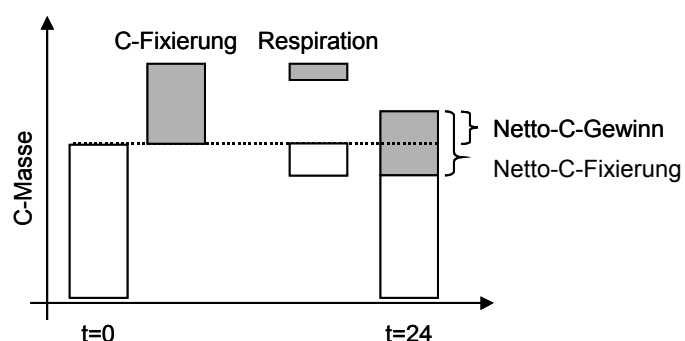 C-Fixierung Respiration
Netto-C-Gewinn
Netto-C-Fixierung
C-Masse
t=0 t=24